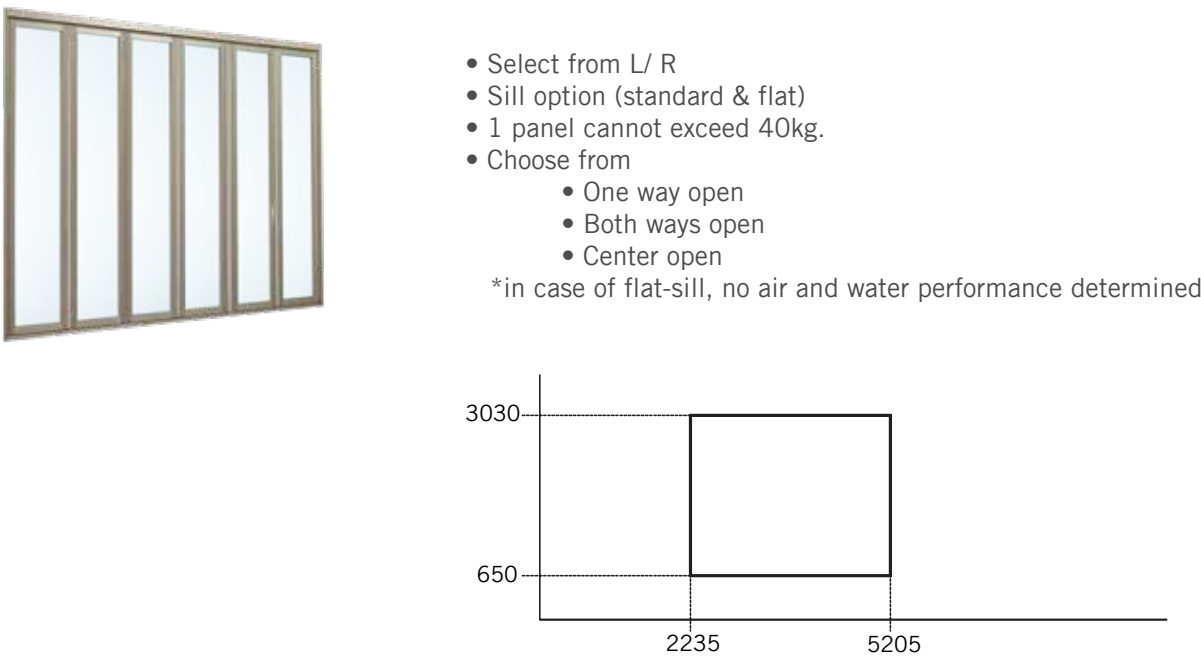 • Select from L/ R
• Sill option (standard & flat)
• 1 panel cannot exceed 40kg.
• Choose from
• One way open
• Both ways open
• Center open
*in case of flat-sill, no air and water performance determined
3030
650
2235
5205